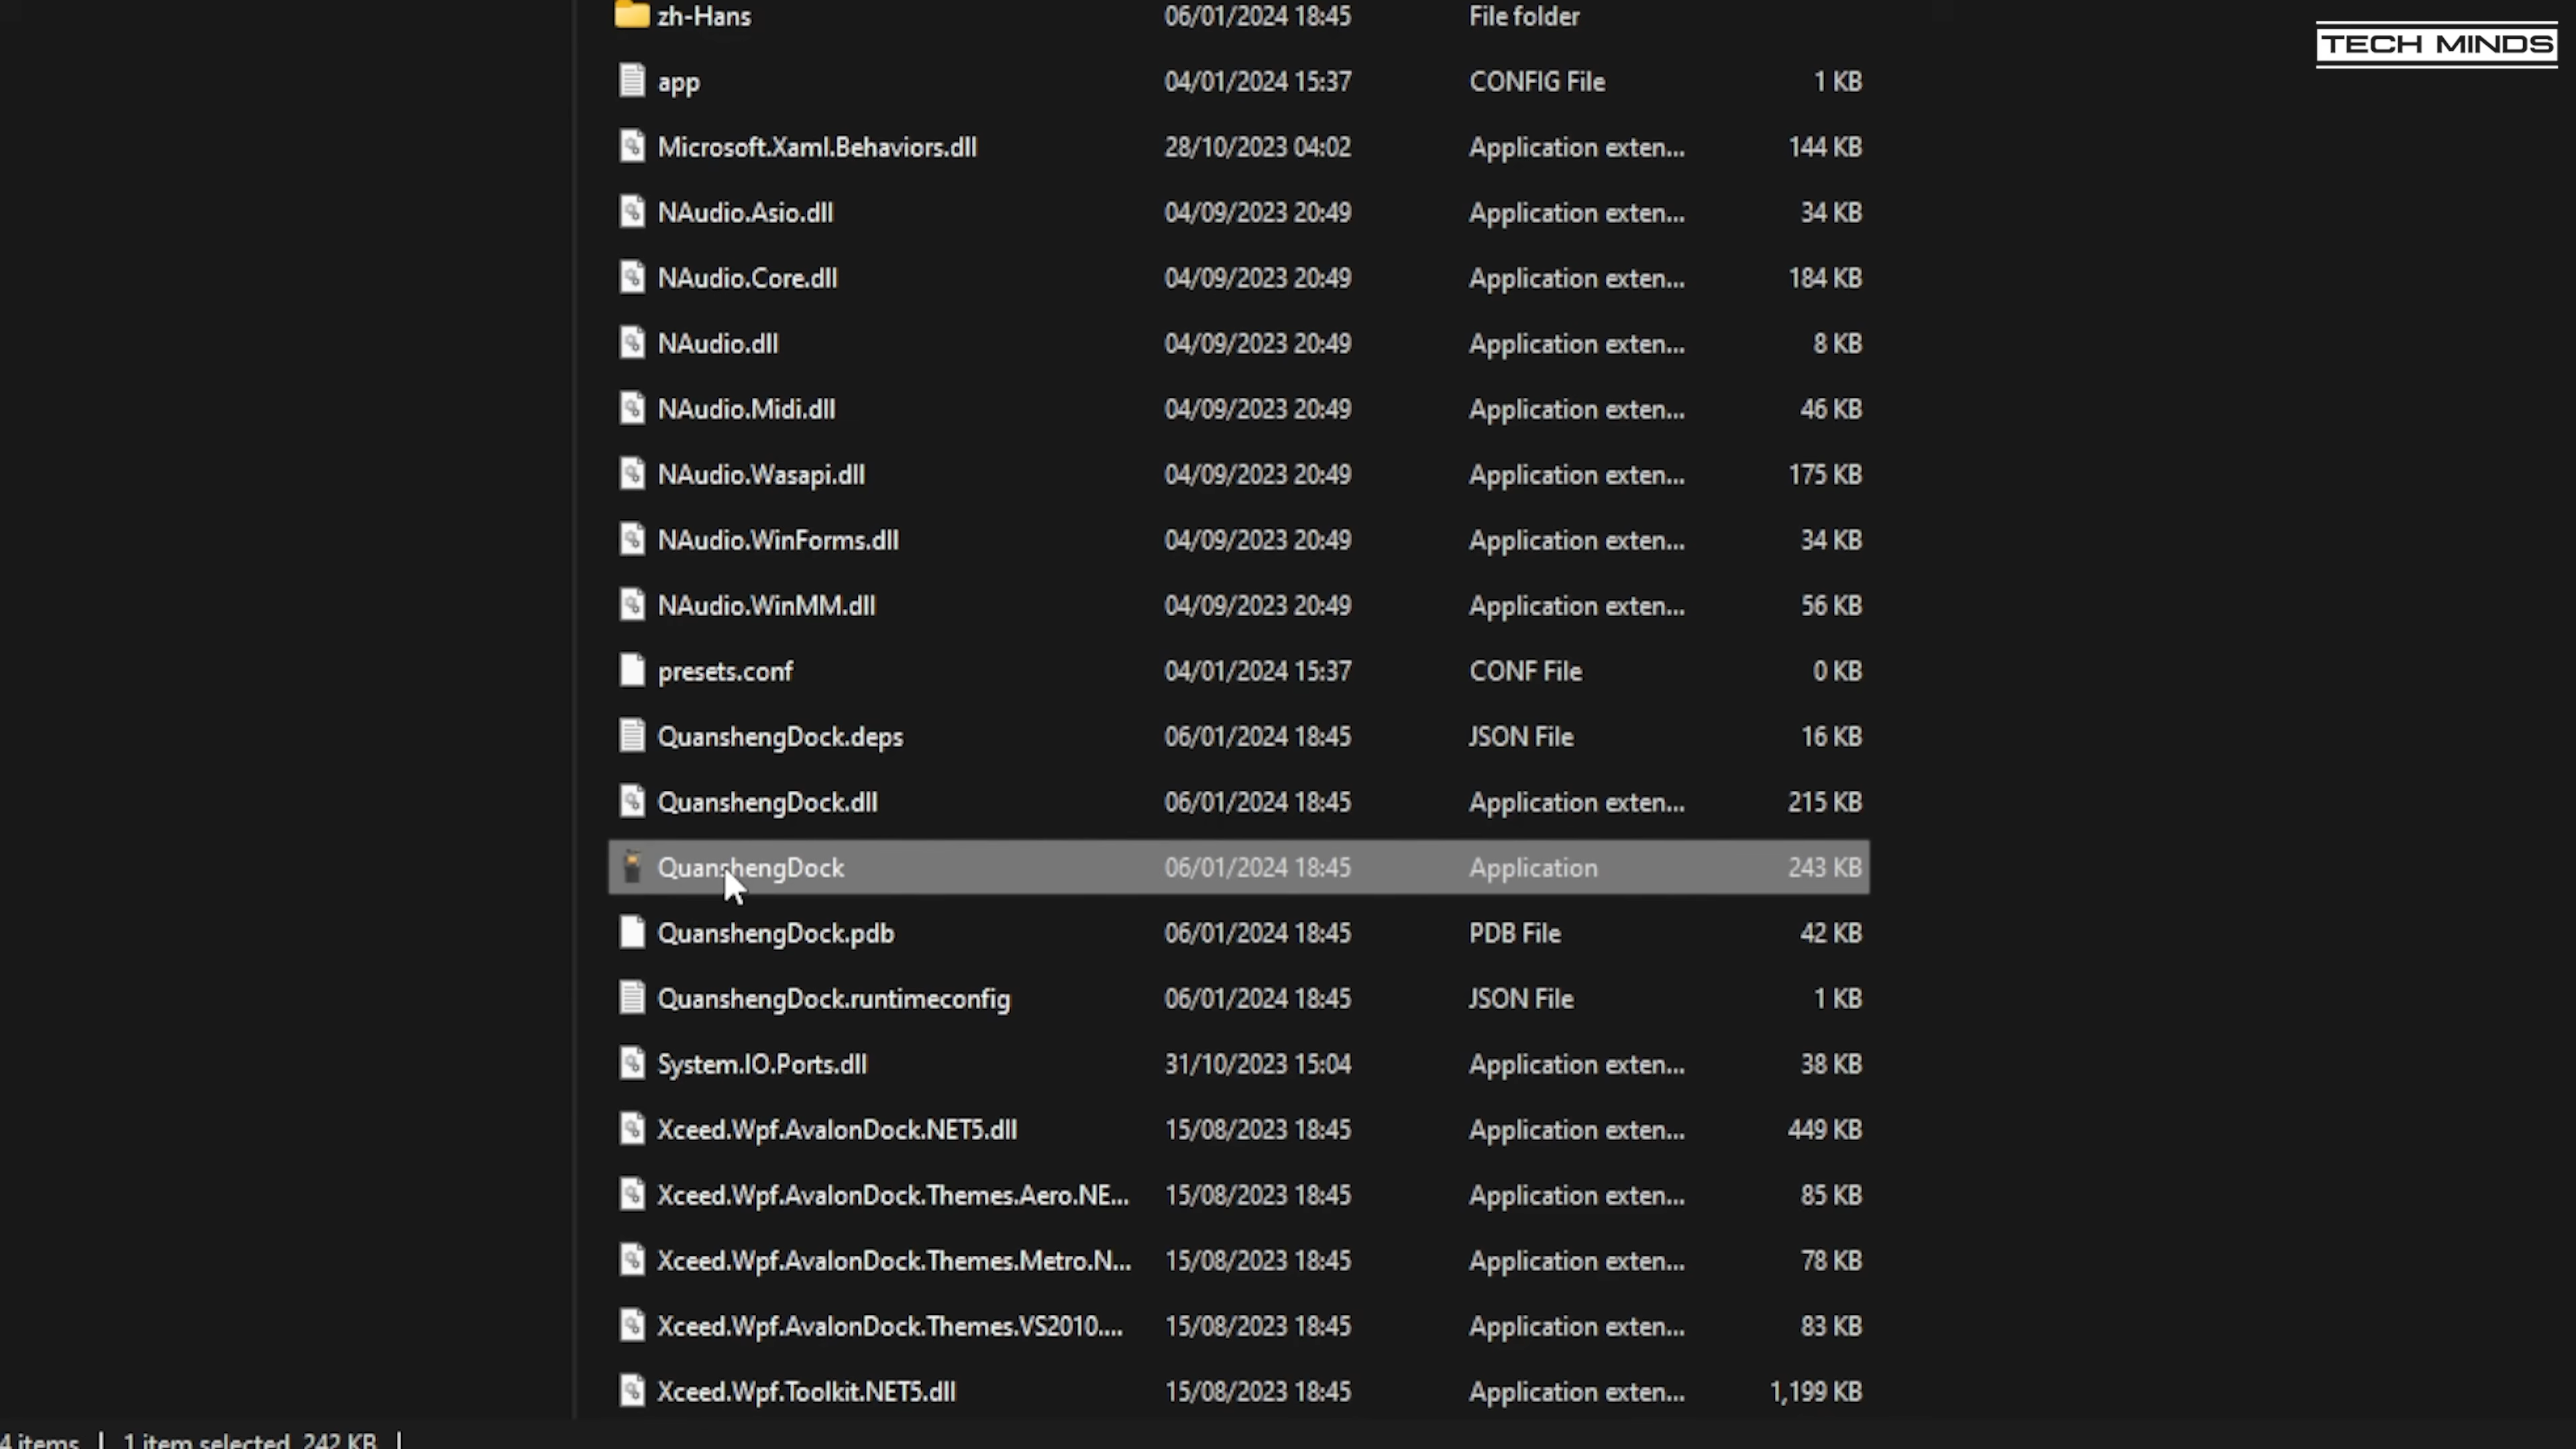 zh-Hans 06/01/2024 18:45 File folder
TECH MINDS
app 04/01/2024 15:37 CONFIG File 1 KB
Microsoft.Xaml.Behaviors.dll 28/10/2023 04:02 Application exten... 144 KB
NAudio.Asio.dll 04/09/2023 20:49 Application exten... 34 KB
NAudio.Core.dll 04/09/2023 20:49 Application exten... 184 KB
NAudio.dll 04/09/2023 20:49 Application exten... 8 KB
NAudio.Midi.dll 04/09/2023 20:49 Application exten... 46 KB
NAudio.Wasapi.dll 04/09/2023 20:49 Application exten... 175 KB
NAudio.WinForms.dll 04/09/2023 20:49 Application exten... 34 KB
NAudio.WinMM.dll 04/09/2023 20:49 Application exten... 56 KB
presets.conf 04/01/2024 15:37 CONF File 0 KB
QuanshengDock.deps 06/01/2024 18:45 JSON File 16 KB
QuanshengDock.dll 06/01/2024 18:45 Application exten... 215 KB
QuanshengDock 06/01/2024 18:45 Application 243 KB
QuanshengDock.pdb 06/01/2024 18:45 PDB File 42 KB
QuanshengDock.runtimeconfig 06/01/2024 18:45 JSON File 1 KB
System.IO.Ports.dll 31/10/2023 15:04 Application exten... 38 KB
Xceed.Wpf.AvalonDock.NET5.dll 15/08/2023 18:45 Application exten... 449 KB
Xceed.Wpf.AvalonDock.Themes.Aero.NE... 15/08/2023 18:45 Application exten... 85 KB
Xceed.Wpf.AvalonDock.Themes.Metro.N... 15/08/2023 18:45 Application exten... 78 KB
Xceed.Wpf.AvalonDock.Themes.VS2010.... 15/08/2023 18:45 Application exten... 83 KB
Xceed.Wpf.Toolkit.NET5.dll 15/08/2023 18:45 Application exten... 1,199 KB
4 items | 1 item selected 242 KB |